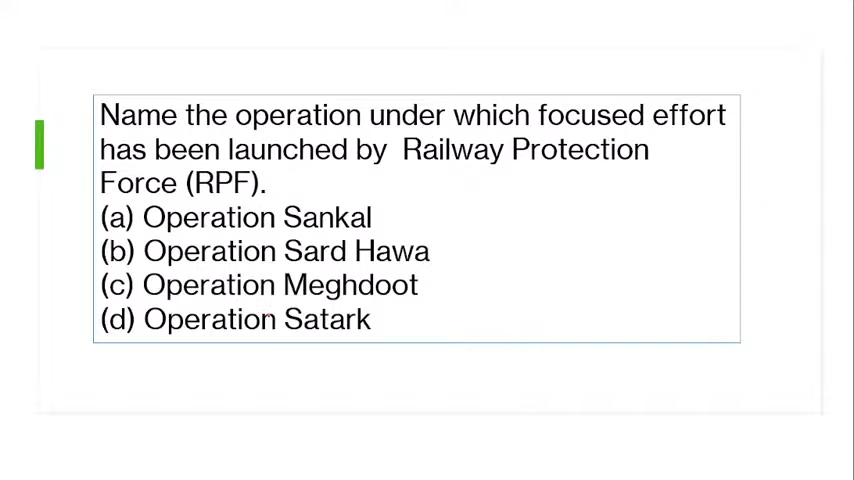 Name the operation under which focused effort
has been launched by Railway Protection
Force (RPF).
(a) Operation Sankal
(b) Operation Sard Hawa
(c) Operation Meghdoot
(d) Operation Satark